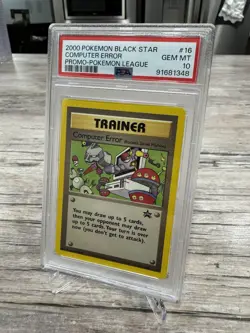 2000 POKEMON BLACK STAR #16
COMPUTER ERROR GEM MT
PROMO-POKEMON LEAGUE 10
PSA 91681348
TRAINER
Computer Error
You may draw up to 5 cards,
then your opponent may draw
up to 5 cards. Your turn is over
now (you don't get to attack).
PROMO